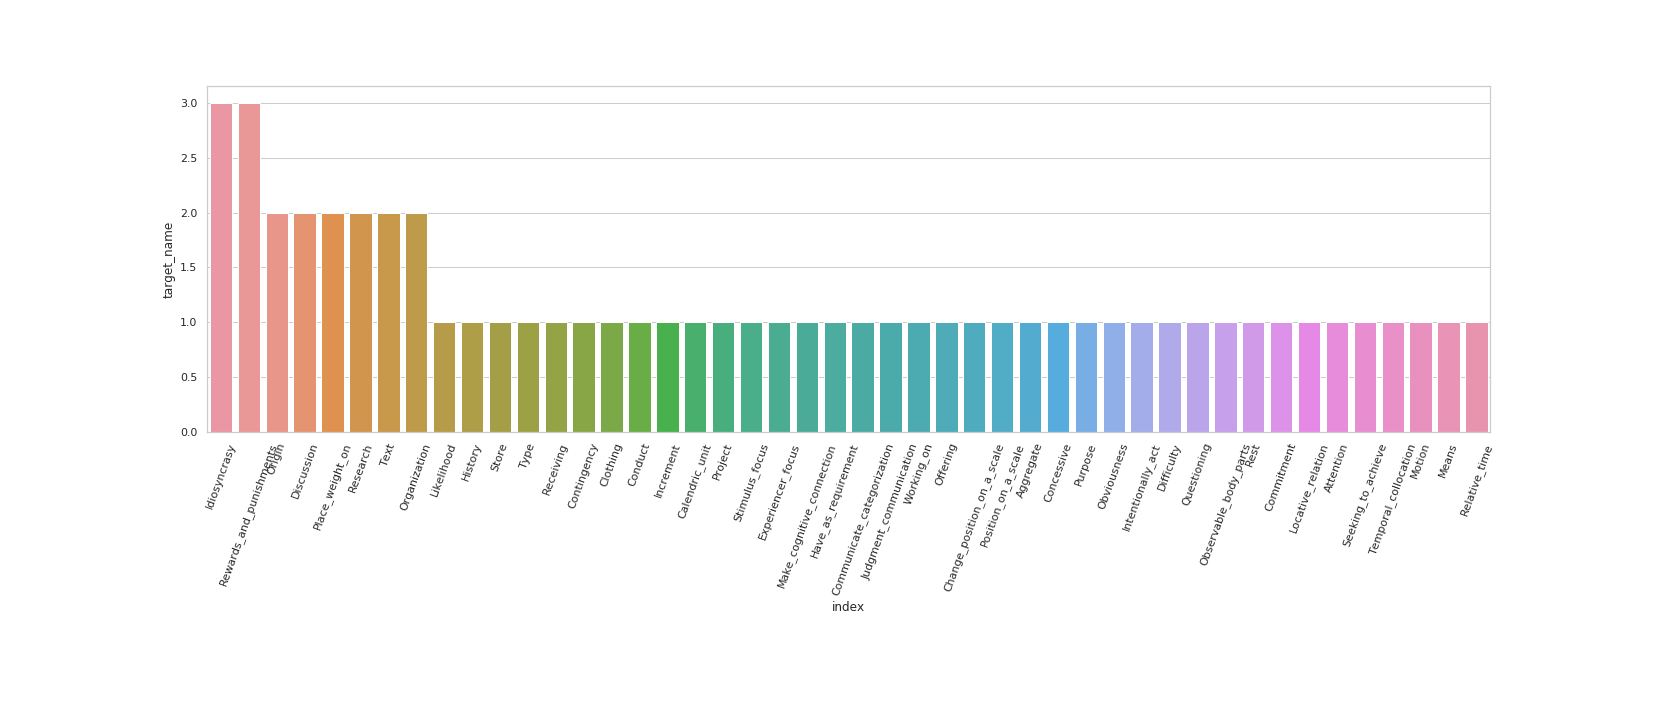 3.0
2.5
2.0
1.5
1.0
0.5
0.0
target_name
Idiosyncrasy
Rewards_and_punishments
Origin
Discussion
Place_weight_on
Research
Text
Organization
Likelihood
History
Store
Type
Receiving
Contingency
Clothing
Conduct
Increment
Calendric_unit
Project
Stimulus_focus
Experiencer_focus
Make_cognitive_connection
Have_as_requirement
Communicate_categorization
Judgment_communication
Working_on
Offering
Change_position_on_a_scale
Position_on_a_scale
Aggregate
Concessive
Purpose
Obviousness
Intentionally_act
Difficulty
Questioning
Observable_body_parts
Rest
Commitment
Locative_relation
Attention
Seeking_to_achieve
Temporal_collocation
Motion
Means
Relative_time
index